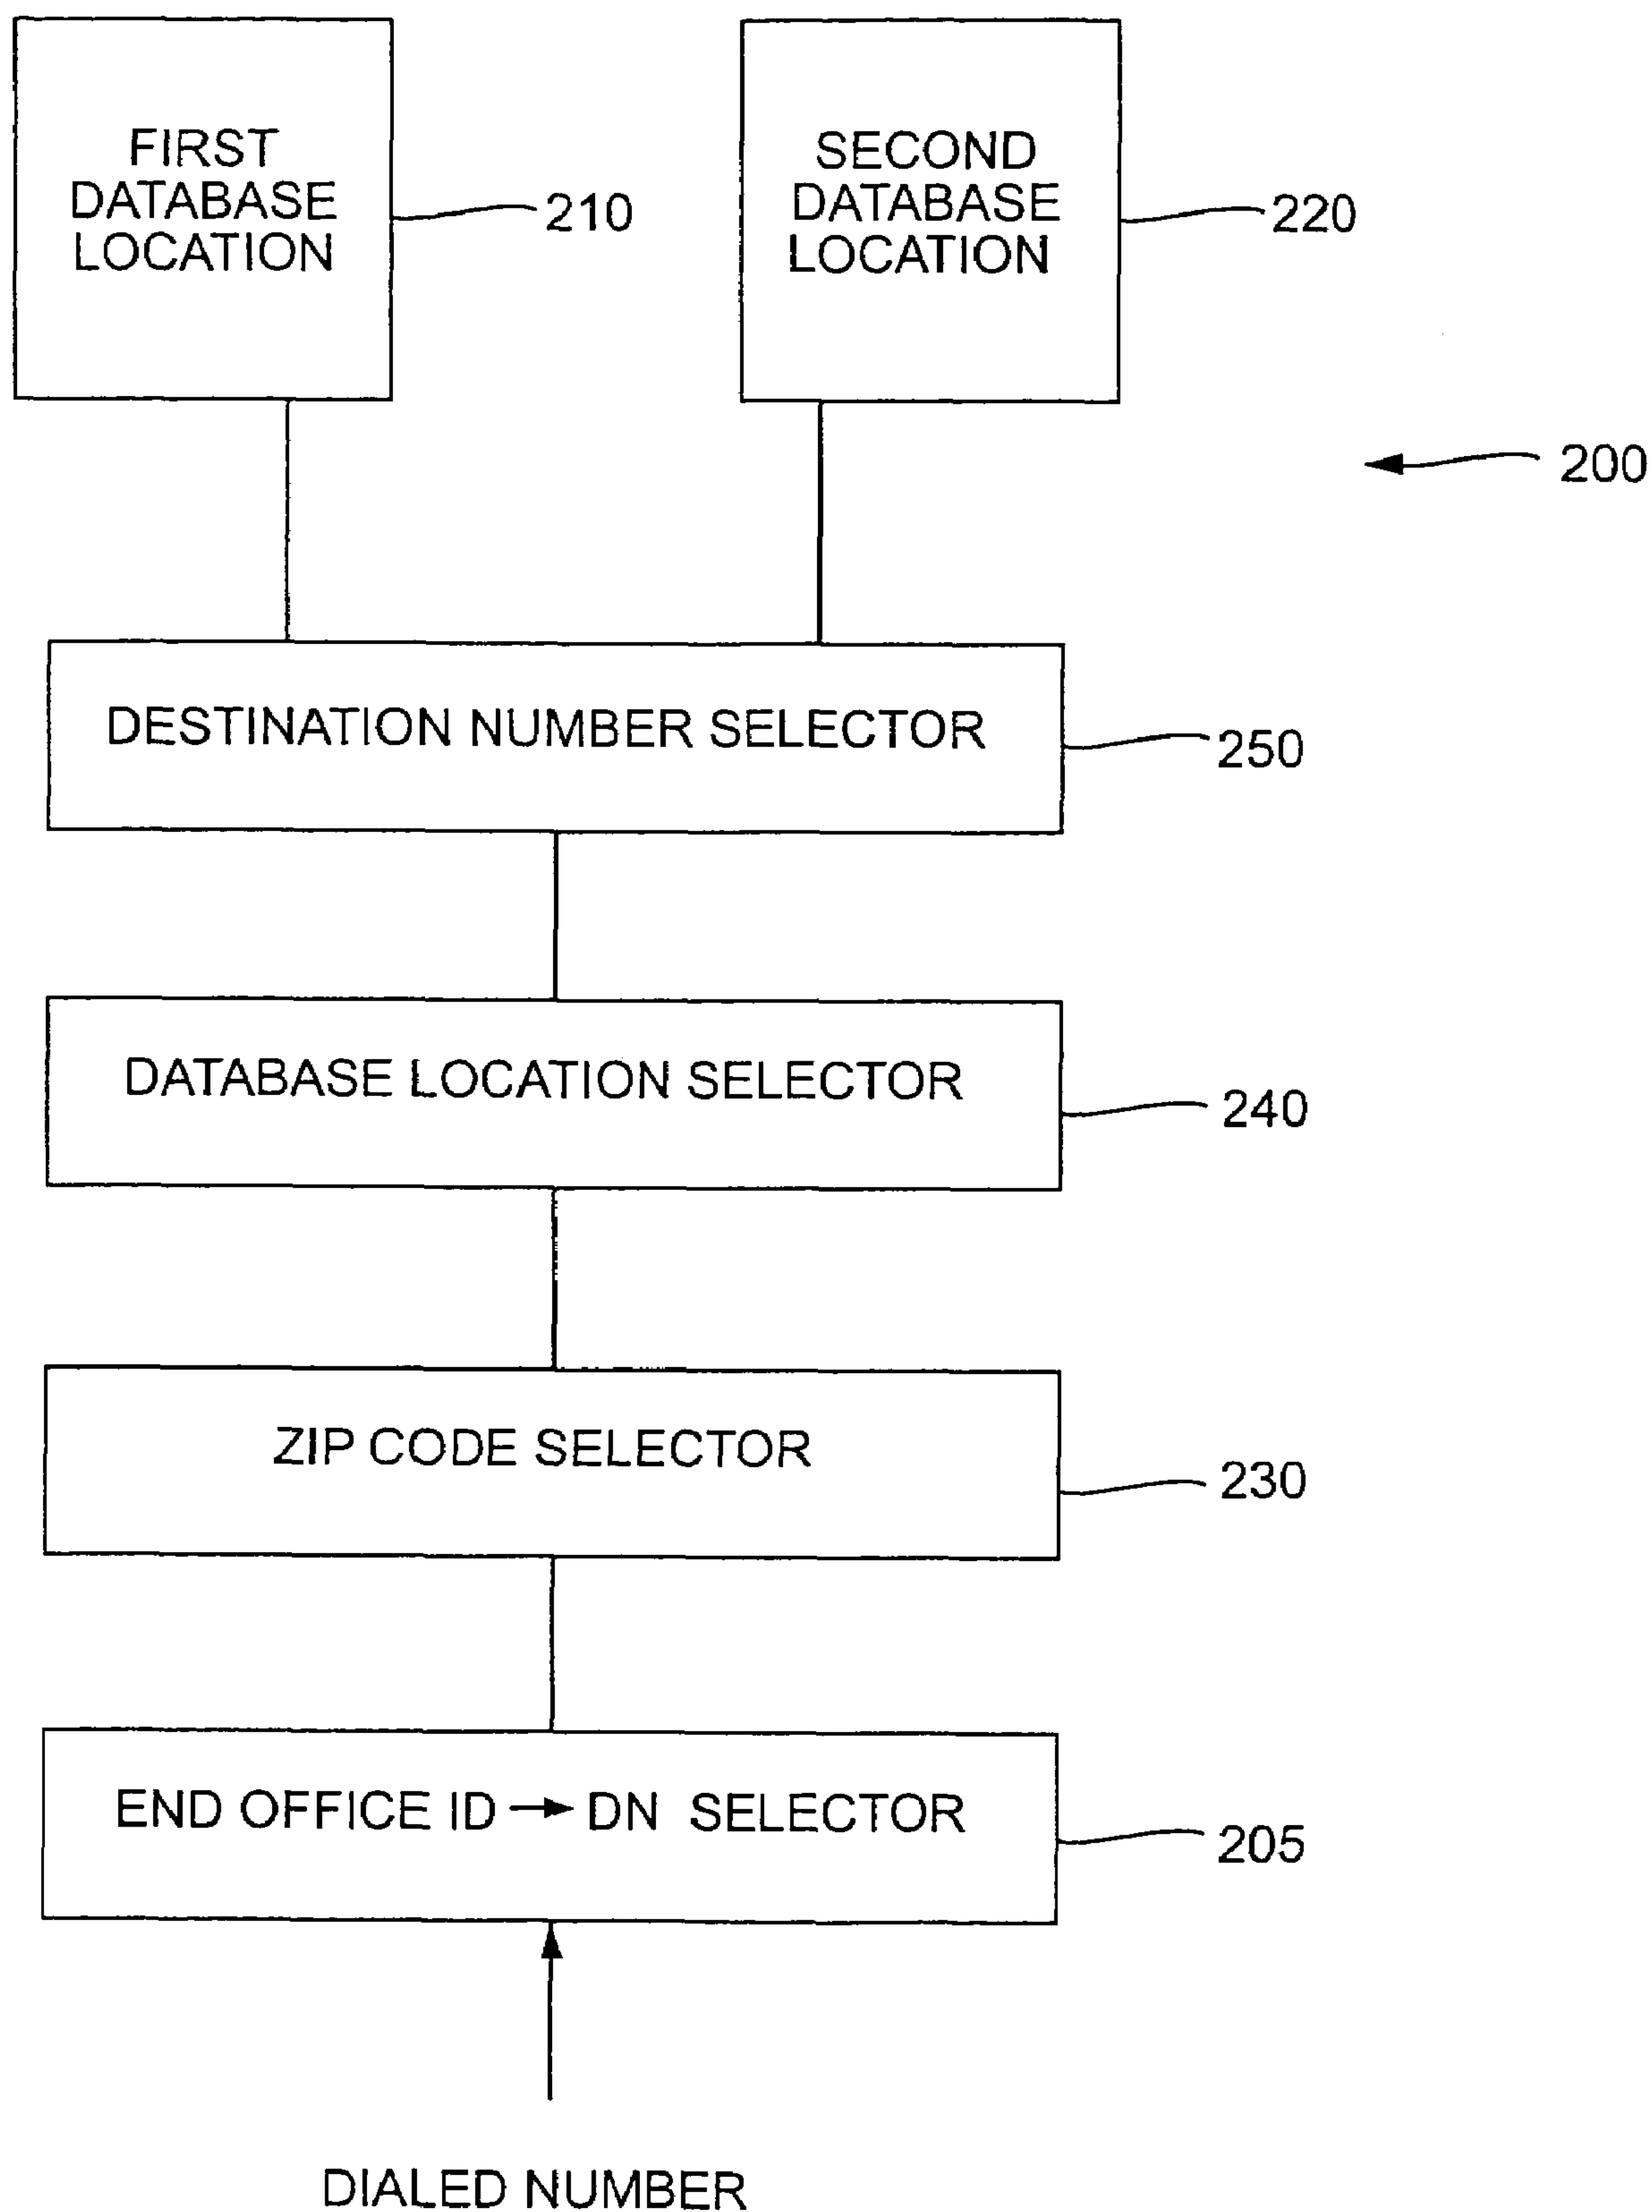 FIRST
DATABASE
LOCATION
210
SECOND
DATABASE
LOCATION
220
200
DESTINATION NUMBER SELECTOR
250
DATABASE LOCATION SELECTOR
240
ZIP CODE SELECTOR
230
END OFFICE ID → DN SELECTOR
205
DIALED NUMBER